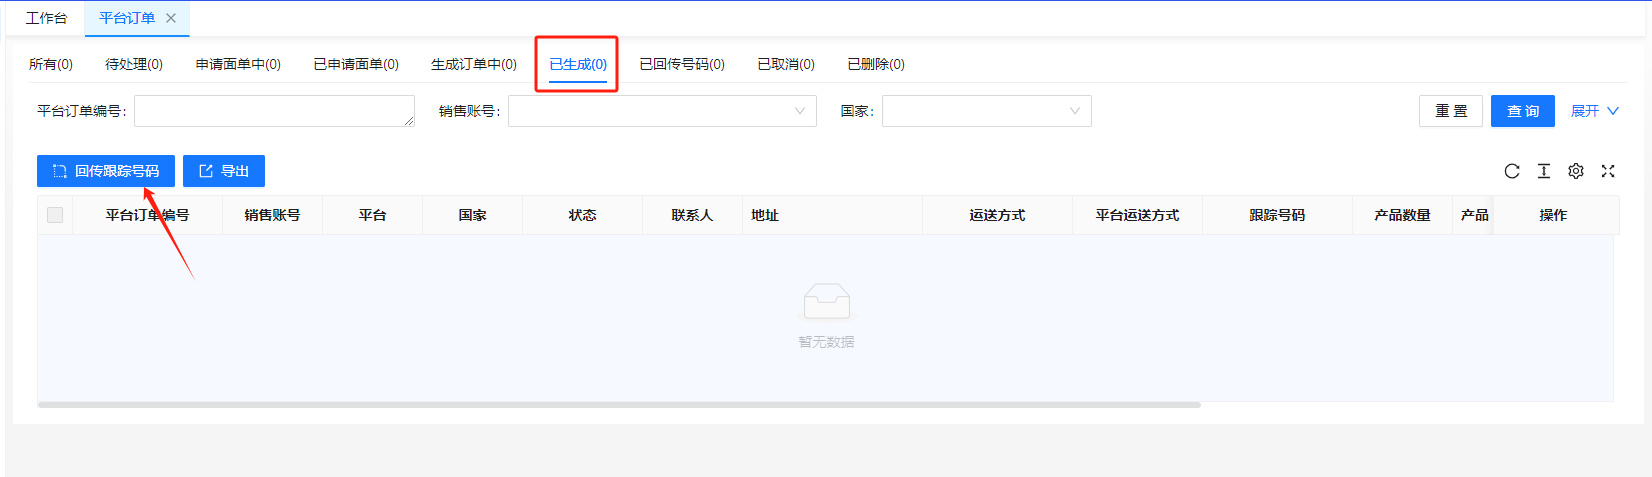 工作台 平台订单
所有(0) 待处理(0) 申请面单中(0) 已申请面单(0) 生成订单中(0) 已生成(0) 已回传号码(0) 已取消(0) 已删除(0)
平台订单编号: 销售账号: 国家: 重 置 查 询 展开
回传跟踪号码 导出
平台订单编号 销售账号 平台 国家 状态 联系人 地址 运送方式 平台运送方式 跟踪号码 产品数量 产品 操作
暂无数据